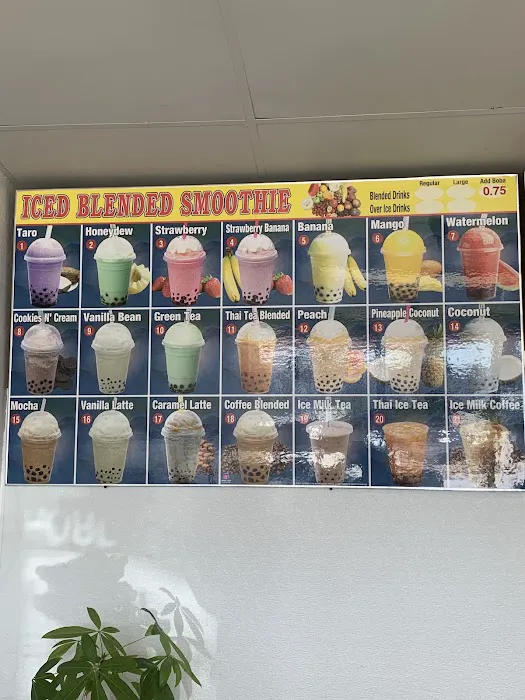 ICED BLENDED SMOOTHIE
Regular Large Add Boba
Blended Drinks 0.75
Over Ice Drinks
Taro Honeydew Strawberry Strawberry Banana Banana Mango Watermelon
1 2 3 4 5 6 7
Cookies N' Cream Vanilla Bean Green Tea Thai Tea Blended Peach Pineapple Coconut Coconut
8 9 10 11 12 13 14
Mocha Vanilla Latte Caramel Latte Coffee Blended Ice Milk Tea Thai Ice Tea Ice Milk Coffee
15 16 17 18 19 20 21